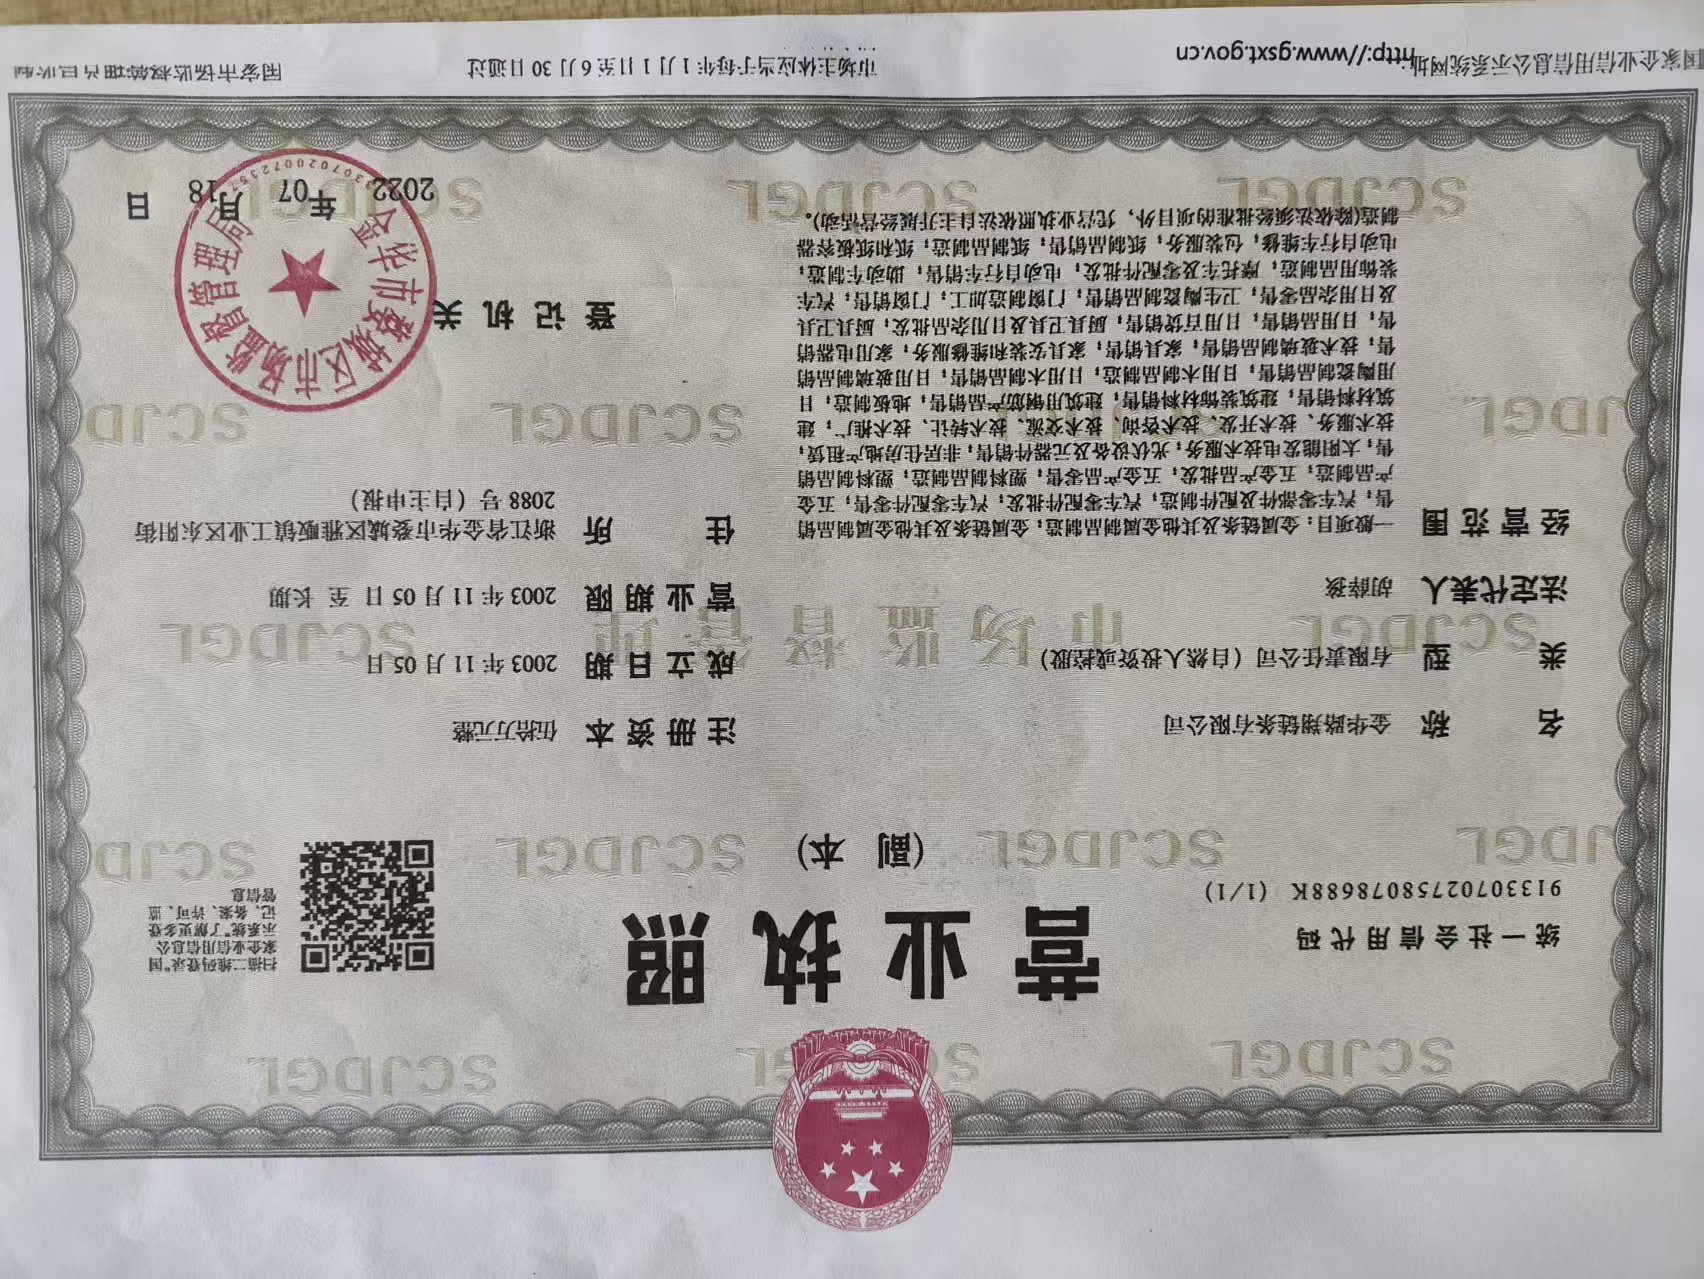 营业执照
(副 本)
统一社会信用代码
91330702758078688K (1/1)
扫描二维码登录“国
家企业信用信息公
示系统”了解更多登
记、备案、许可、监
管信息
名 称 金华路翔链条有限公司
类 型 有限责任公司(自然人投资或控股)
法定代表人
经营范围 一般项目:金属链条及其他金属制品制造;金属链条及其他金属制品销
售;汽车零部件及配件制造;汽车零配件批发;汽车零配件零售;五金
产品制造;五金产品批发;五金产品零售;塑料制品制造;塑料制品销
售;太阳能发电技术服务;光伏设备及元器件销售;非居住房地产租赁;
技术服务、技术开发、技术咨询、技术交流、技术转让、技术推广;建
筑材料销售;建筑装饰材料销售;建筑用钢筋产品销售;地板制造;日
用陶瓷制品销售;日用木制品制造;日用木制品销售;日用玻璃制品销
售;技术玻璃制品销售;家具销售;家具安装和维修服务;家用电器销
售;日用品销售;日用百货销售;厨具卫具及日用杂品批发;厨具卫具
及日用杂品零售;卫生陶瓷制品销售;门窗制造加工;门窗销售;汽车
装饰用品制造;摩托车及零配件批发;电动自行车销售;助动车制造;
电动自行车维修;包装服务;纸制品销售;纸制品制造;纸和纸板容器
制造(除依法须经批准的项目外,凭营业执照依法自主开展经营活动)。
注册资本 伍拾万元整
成立日期 2003年11月05日
营业期限 2003年11月05日 至 长期
住 所 浙江省金华市婺城区雅畈镇工业区东阳街
2088号(自主申报)
登记机关
金华市婺城区市场监督管理局
2022 年 07 月 18 日
国家企业信用信息公示系统网址:http://www.gsxt.gov.cn
市场主体应当于每年1月1日至6月30日通过
国家市场监督管理总局监制
SCJDGL
市场监督管理